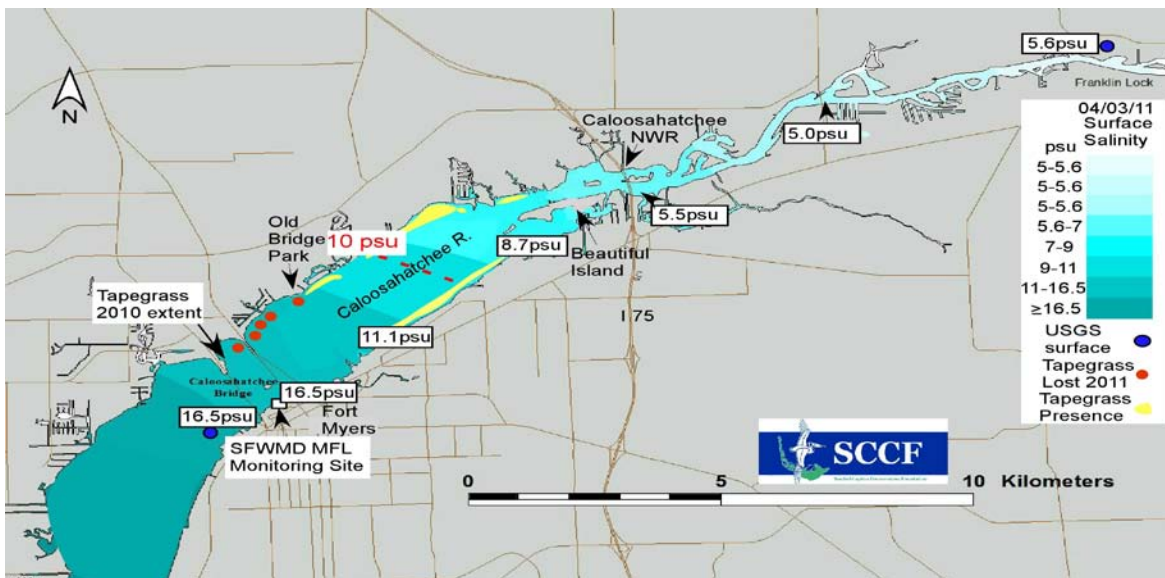 5.6psu
Franklin Lock
N
Caloosahatchee
NWR
5.0psu
04/03/11
Surface
Salinity
psu
5-5.6
5-5.6
5-5.6
5.6-7
7-9
9-11
11-16.5
≥16.5
USGS
surface
Tapegrass
Lost 2011
Tapegrass
Presence
5.5psu
Old
Bridge
Park
10 psu
Caloosahatchee R.
8.7psu
Beautiful
Island
Tapegrass
2010 extent
I 75
11.1psu
Caloosahatchee
Bridge
16.5psu
16.5psu
Fort
Myers
SFWMD MFL
Monitoring Site
SCCF
0
5
10 Kilometers